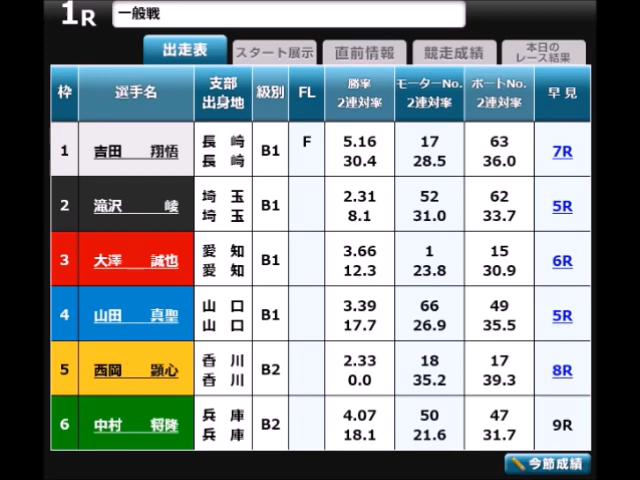 1R 一般戦
出走表 スタート展示 直前情報 競走成績 本日のレース結果
枠 選手名 支部 出身地 級別 FL 勝率 2連対率 モーターNo. 2連対率 ボートNo. 2連対率 早見
1 吉田 翔悟 長崎 長崎 B1 F 5.16 30.4 17 28.5 63 36.0 7R
2 滝沢 崚 埼玉 埼玉 B1 2.31 8.1 52 31.0 62 33.7 5R
3 大澤 誠也 愛知 愛知 B1 3.66 12.3 1 23.8 15 30.9 6R
4 山田 真聖 山口 山口 B1 3.39 17.7 66 26.9 49 35.5 5R
5 西岡 顕心 香川 香川 B2 2.33 0.0 18 35.2 17 39.3 8R
6 中村 将隆 兵庫 兵庫 B2 4.07 18.1 50 21.6 47 31.7 9R
今節成績